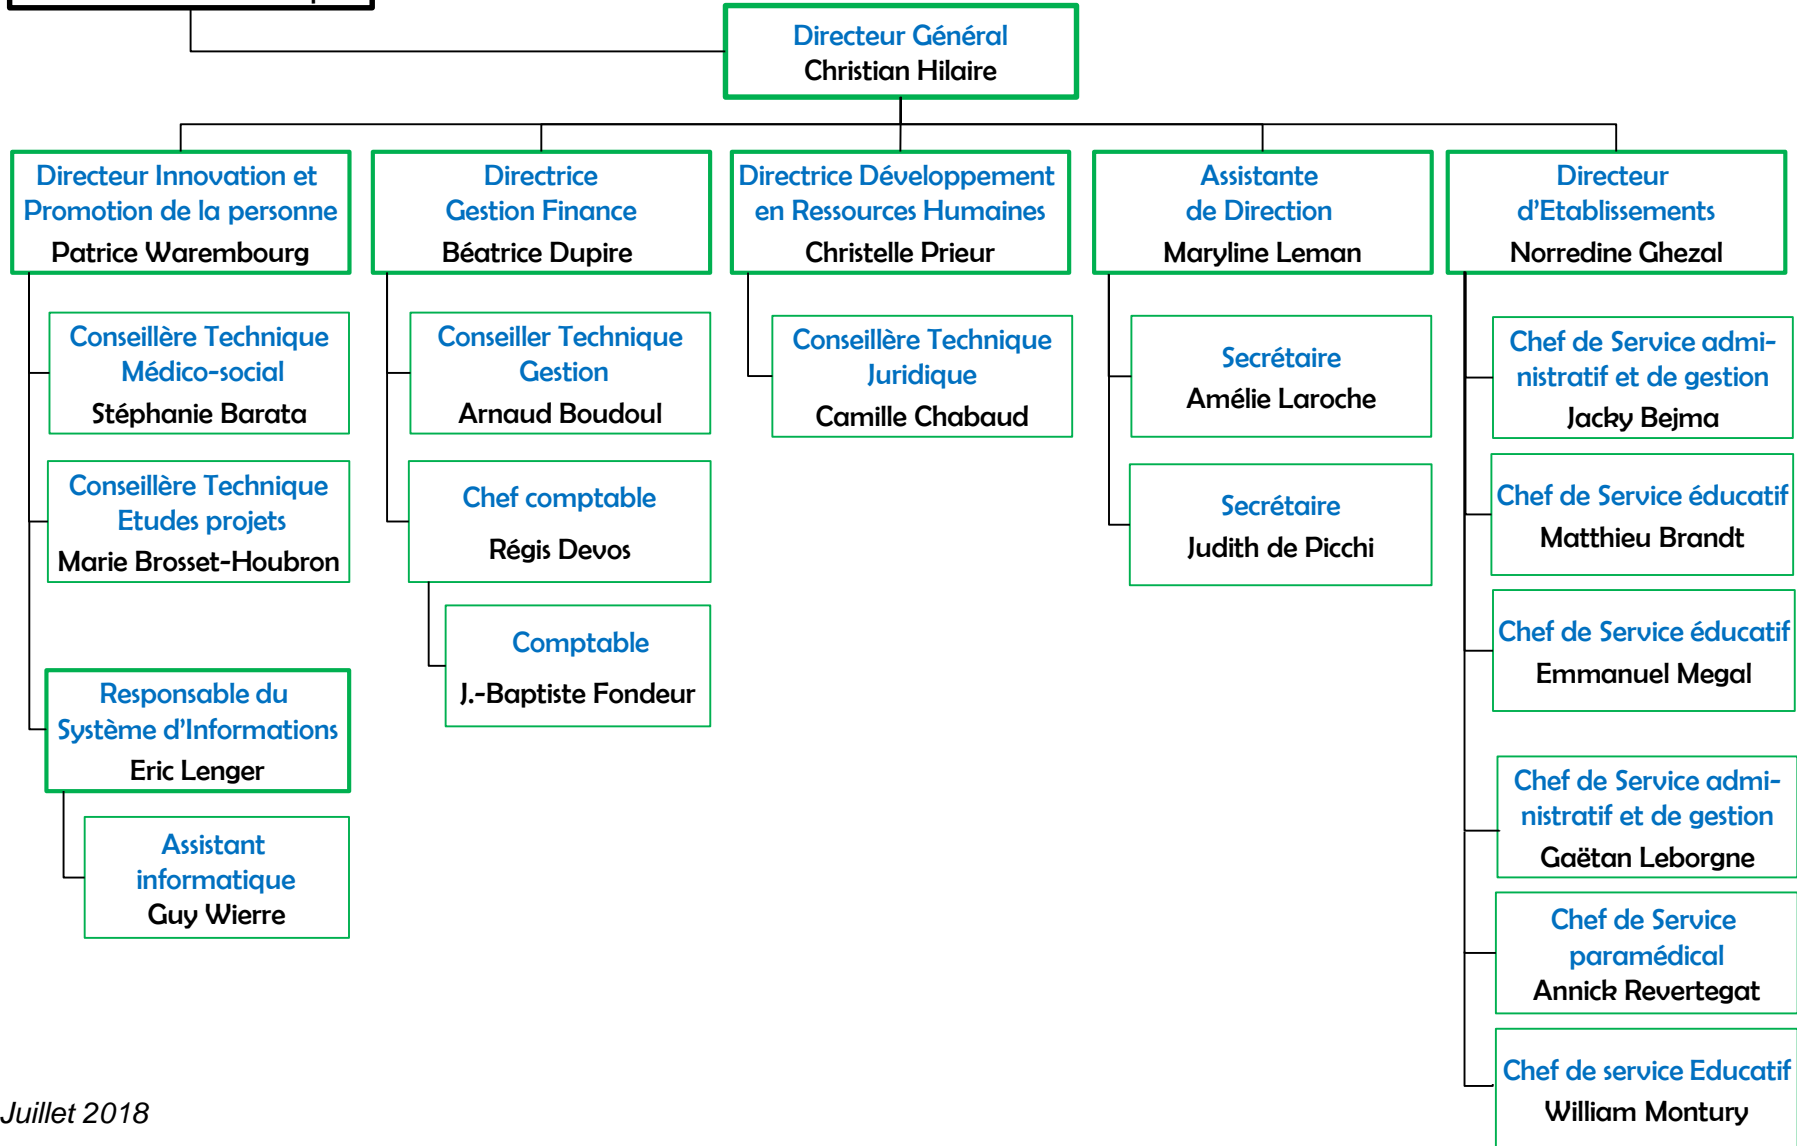 Directeur Général
Christian Hilaire
Directeur Innovation et
Promotion de la personne
Patrice Warembourg
Directrice
Gestion Finance
Béatrice Dupire
Directrice Développement
en Ressources Humaines
Christelle Prieur
Assistante
de Direction
Maryline Leman
Directeur
d'Etablissements
Norredine Ghezal
Conseillère Technique
Médico-social
Stéphanie Barata
Conseillère Technique
Etudes projets
Marie Brosset-Houbron
Responsable du
Système d'Informations
Eric Lenger
Assistant
informatique
Guy Wierre
Conseiller Technique
Gestion
Arnaud Boudoul
Chef comptable
Régis Devos
Comptable
J.-Baptiste Fondeur
Conseillère Technique
Juridique
Camille Chabaud
Secrétaire
Amélie Laroche
Secrétaire
Judith de Picchi
Chef de Service admi-
nistratif et de gestion
Jacky Bejma
Chef de Service éducatif
Matthieu Brandt
Chef de Service éducatif
Emmanuel Megal
Chef de Service admi-
nistratif et de gestion
Gaëtan Leborgne
Chef de Service
paramédical
Annick Revertegat
Chef de service Educatif
William Montury
Juillet 2018